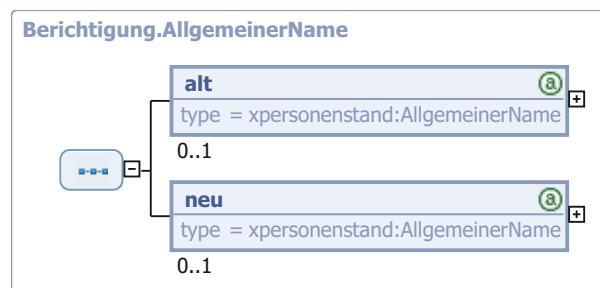 Berichtigung.AllgemeinerName
alt
type = xpersonenstand:AllgemeinerName
0..1
neu
type = xpersonenstand:AllgemeinerName
0..1